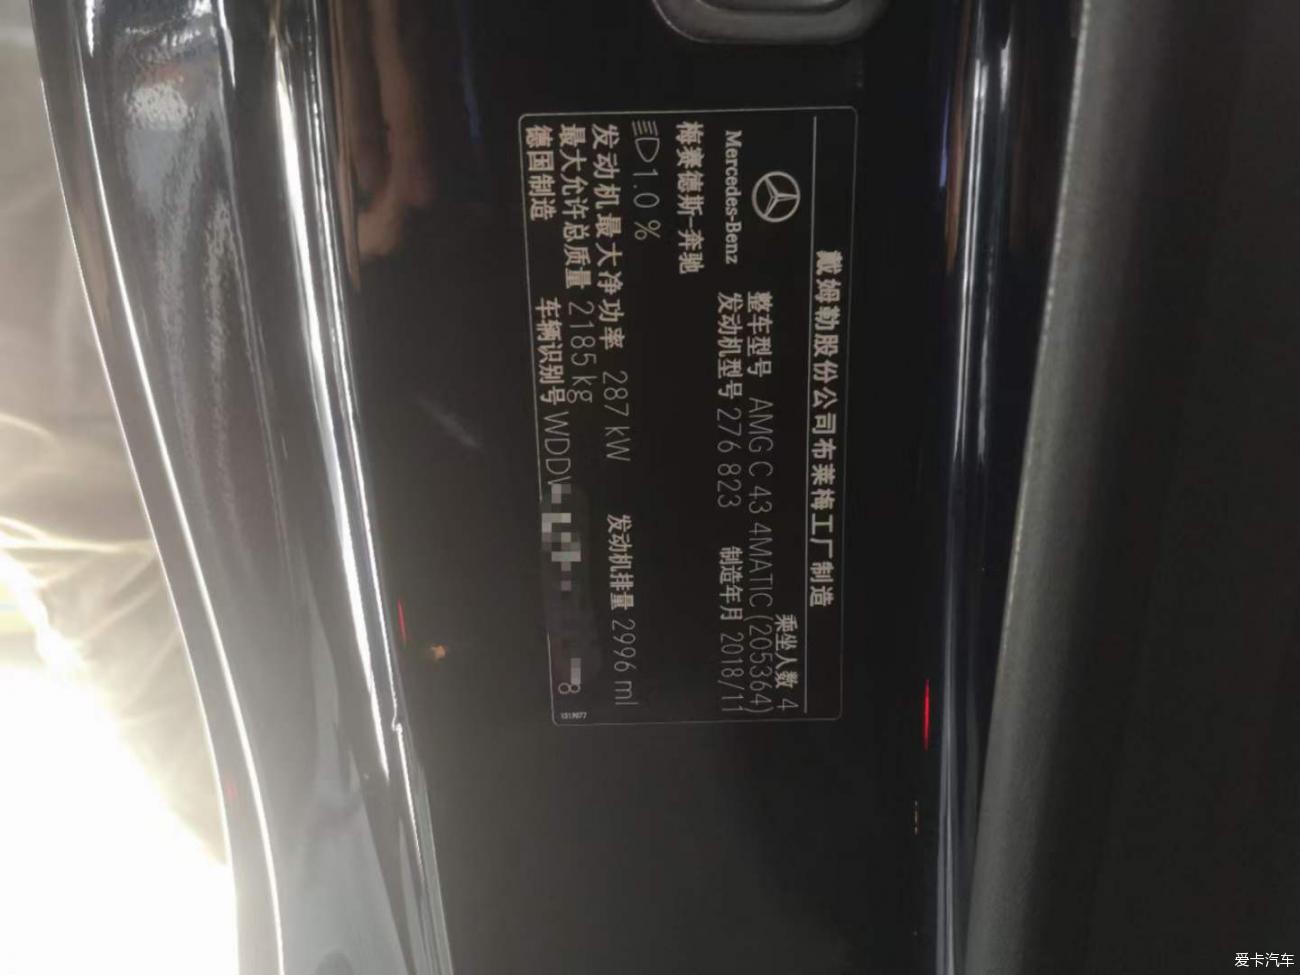 戴姆勒股份公司布莱梅工厂制造
乘坐人数 4
Mercedes-Benz
整车型号 AMG C 43 4MATIC (205364)
发动机型号 276 823 制造年月 2018/11
梅赛德斯-奔驰
1.0 %
发动机最大净功率 287 kW 发动机排量 2996 ml
最大允许总质量 2185 kg
德国制造 车辆识别号 WDDW
8
1319077
爱卡汽车